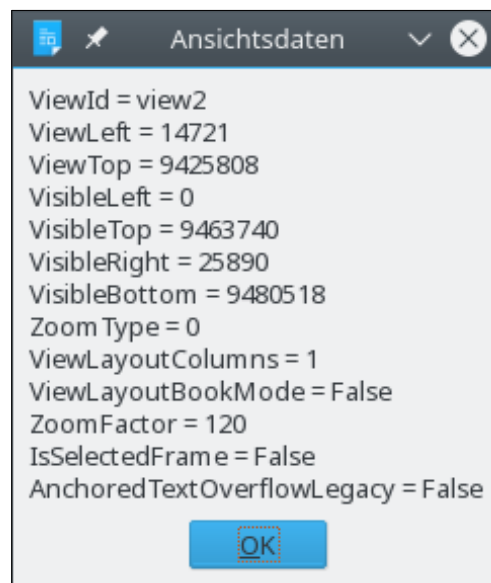 Ansichtsdaten
ViewId = view2
ViewLeft = 14721
ViewTop = 9425808
VisibleLeft = 0
VisibleTop = 9463740
VisibleRight = 25890
VisibleBottom = 9480518
ZoomType = 0
ViewLayoutColumns = 1
ViewLayoutBookMode = False
ZoomFactor = 120
IsSelectedFrame = False
AnchoredTextOverflowLegacy = False
OK